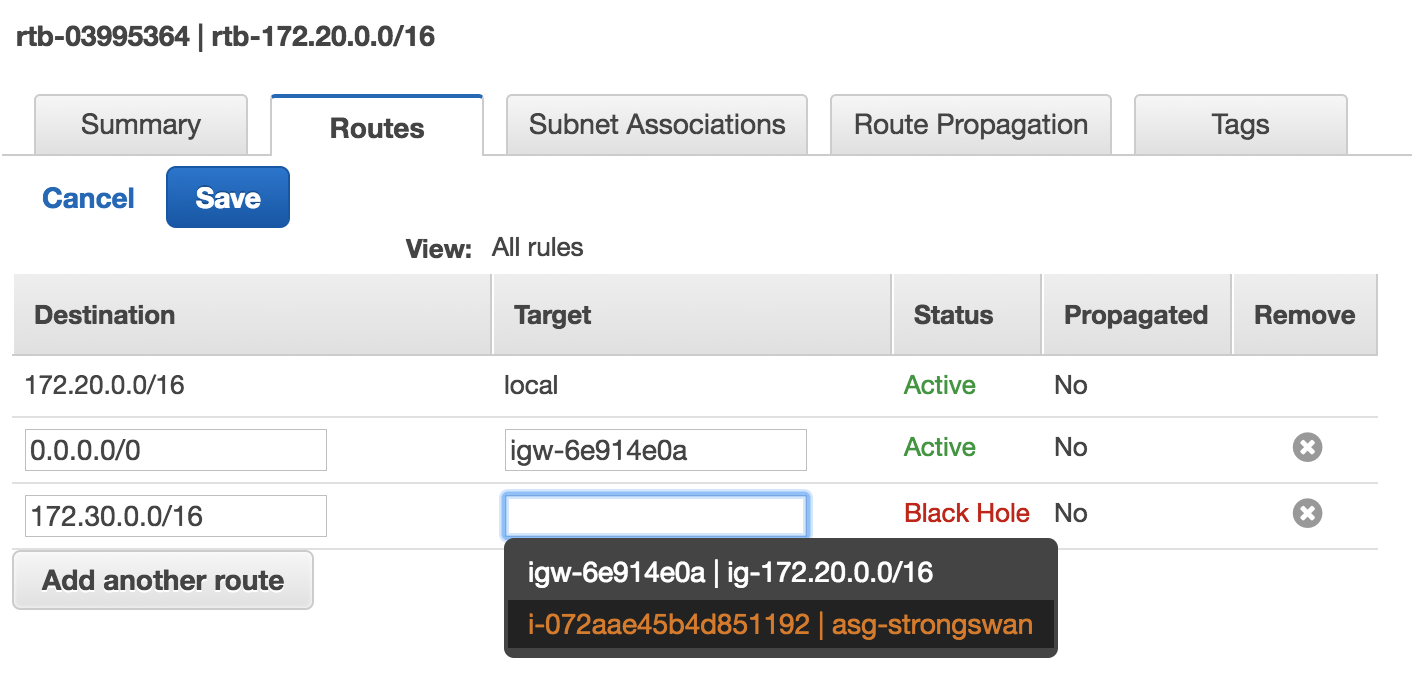 rtb-03995364 | rtb-172.20.0.0/16
Summary Routes Subnet Associations Route Propagation Tags
Cancel Save
View: All rules
Destination Target Status Propagated Remove
172.20.0.0/16 local Active No
0.0.0.0/0 igw-6e914e0a Active No
172.30.0.0/16 Black Hole No
igw-6e914e0a | ig-172.20.0.0/16
Add another route
i-072aae45b4d851192 | asg-strongswan